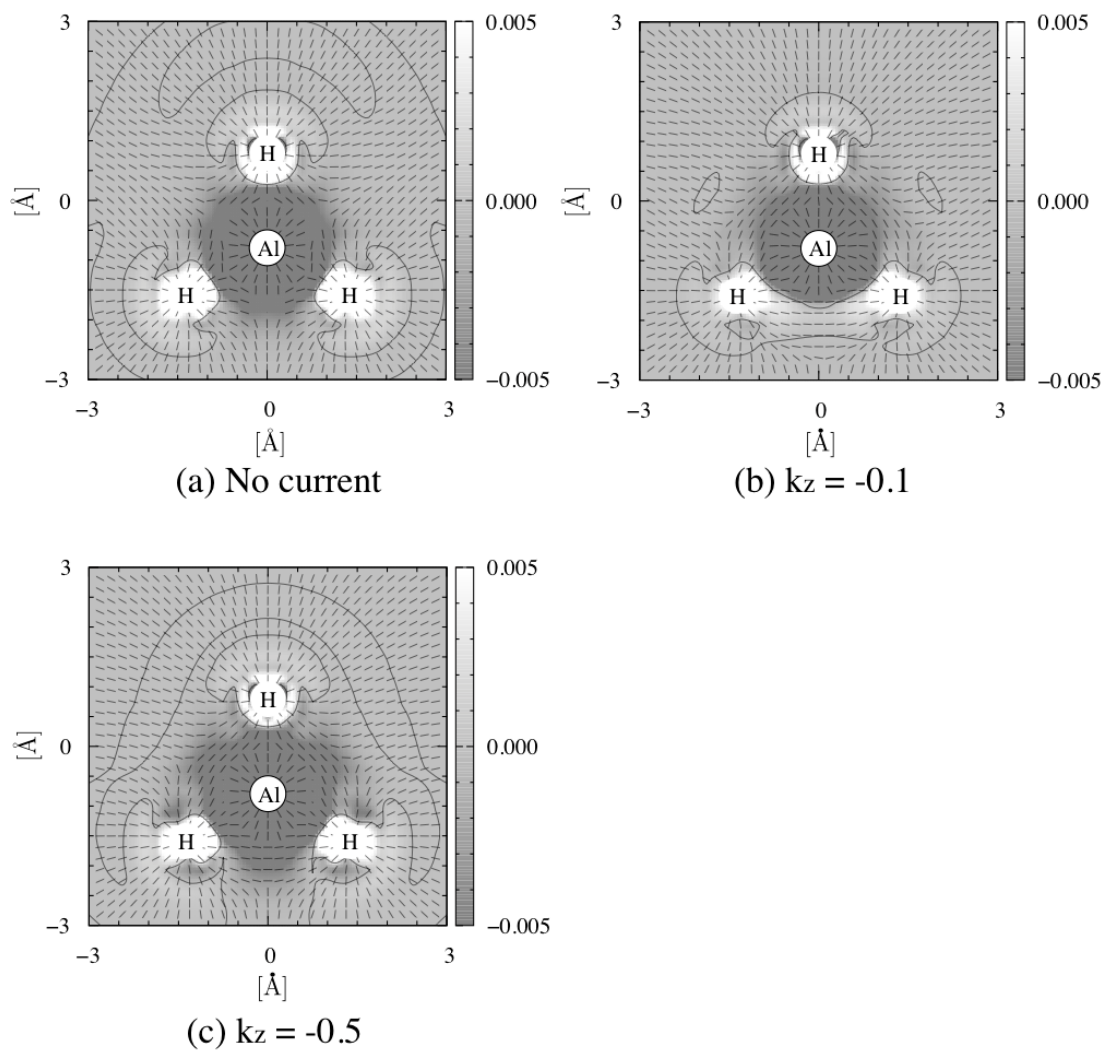 3
0
−3
[Å]
H
Al
H
H
0.005
0.000
−0.005
−3
0
3
[Å]
(a) No current
3
0
−3
[Å]
H
Al
H
H
0.005
0.000
−0.005
−3
0
3
[Å]
(b) kz = -0.1
3
0
−3
[Å]
H
Al
H
H
0.005
0.000
−0.005
−3
0
3
[Å]
(c) kz = -0.5